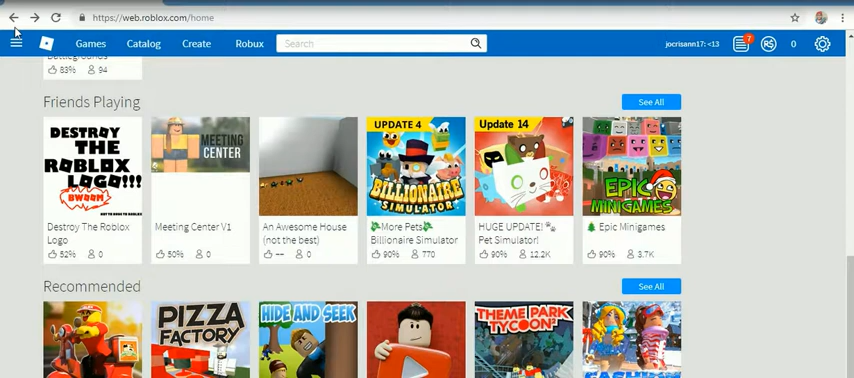 https://web.roblox.com/home
Games Catalog Create Robux Search jocrisann17: <13 7 0
Battlegrounds
83% 94
Friends Playing See All
DESTROY
THE
ROBLOX
LOGO!!!
MEETING
CENTER
UPDATE 4
BILLIONAIRE
SIMULATOR
Update 14
EPIC
MINIGAMES
Destroy The Roblox
Logo
52% 0
Meeting Center V1
50% 0
An Awesome House
(not the best)
-- 0
More Pets
Billionaire Simulator
90% 770
HUGE UPDATE!
Pet Simulator!
90% 12.2K
Epic Minigames
90% 3.7K
Recommended See All
PIZZA
FACTORY
HIDE AND SEEK
THEME PARK
TYCOON2